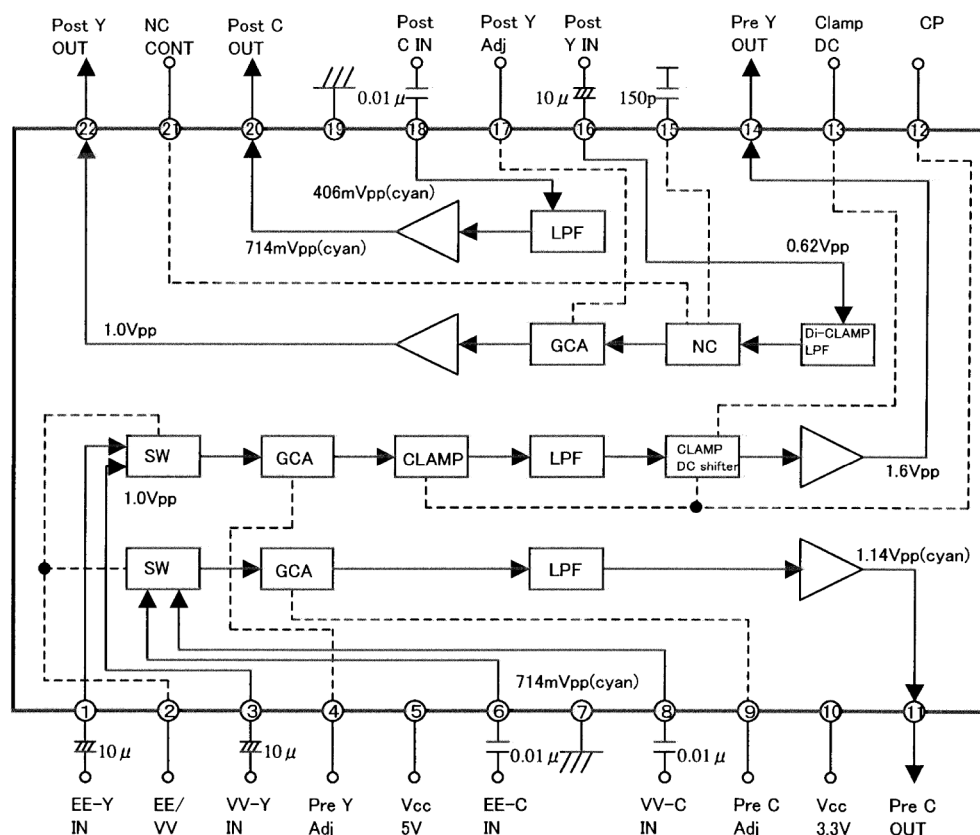 Post Y OUT
NC CONT
Post C OUT
Post C IN
Post Y Adj
Post Y IN
Pre Y OUT
Clamp DC
CP
0.01μ
10μ
150p
22
21
20
19
18
17
16
15
14
13
12
406mVpp(cyan)
LPF
714mVpp(cyan)
0.62Vpp
1.0Vpp
GCA
NC
Di-CLAMP
LPF
SW
GCA
CLAMP
LPF
CLAMP
DC shifter
1.6Vpp
1.0Vpp
SW
GCA
LPF
1.14Vpp(cyan)
714mVpp(cyan)
1
2
3
4
5
6
7
8
9
10
11
10μ
10μ
0.01μ
0.01μ
EE-Y IN
EE/ VV
VV-Y IN
Pre Y Adj
Vcc 5V
EE-C IN
VV-C IN
Pre C Adj
Vcc 3.3V
Pre C OUT